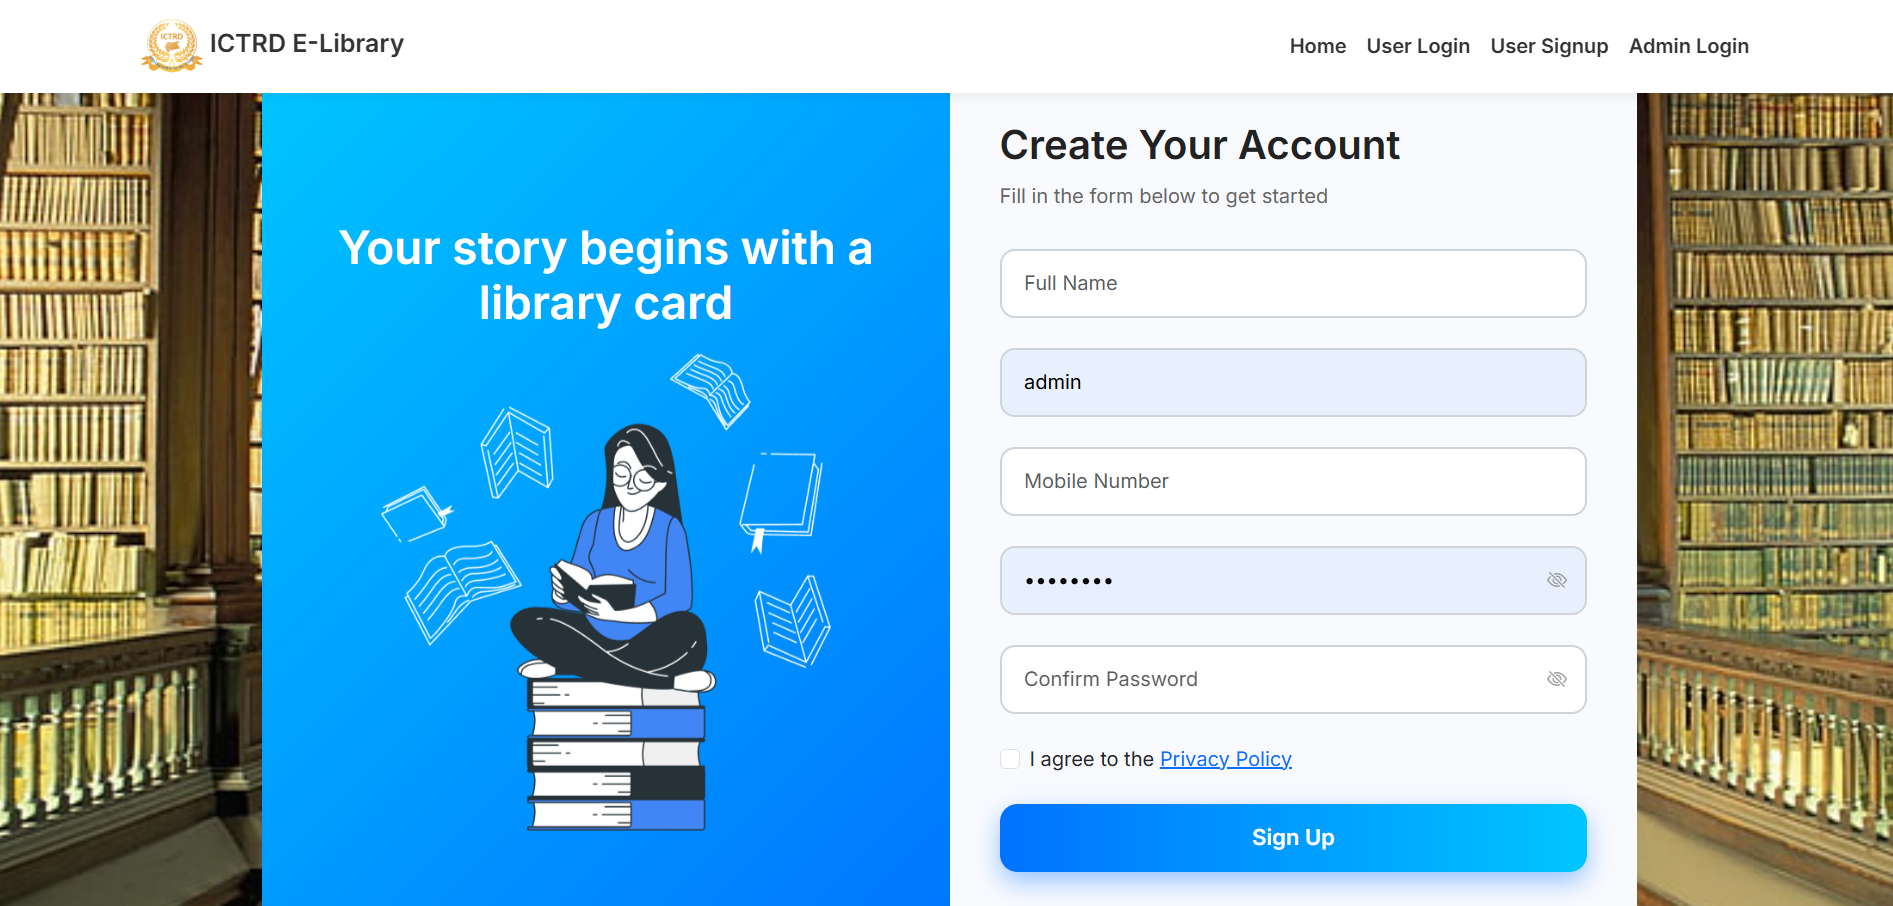 ICTRD
ICTRD E-Library
Home
User Login
User Signup
Admin Login
Your story begins with a
library card
Create Your Account
Fill in the form below to get started
Full Name
admin
Mobile Number
••••••••
Confirm Password
I agree to the Privacy Policy
Sign Up